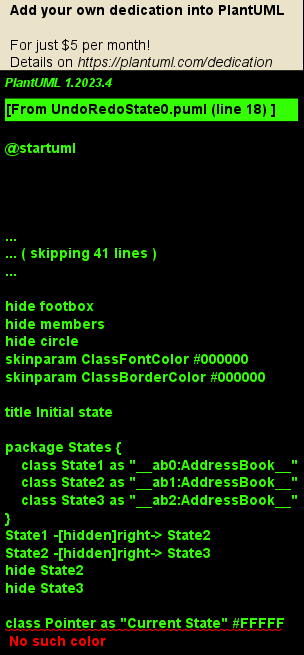 Add your own dedication into PlantUML
For just $5 per month!
Details on https://plantuml.com/dedication
PlantUML 1.2023.4
[From UndoRedoState0.puml (line 18) ]
@startuml
...
... ( skipping 41 lines )
...
hide footbox
hide members
hide circle
skinparam ClassFontColor #000000
skinparam ClassBorderColor #000000
title Initial state
package States {
class State1 as "__ab0:AddressBook__"
class State2 as "__ab1:AddressBook__"
class State3 as "__ab2:AddressBook__"
}
State1 -[hidden]right-> State2
State2 -[hidden]right-> State3
hide State2
hide State3
class Pointer as "Current State" #FFFFF
No such color